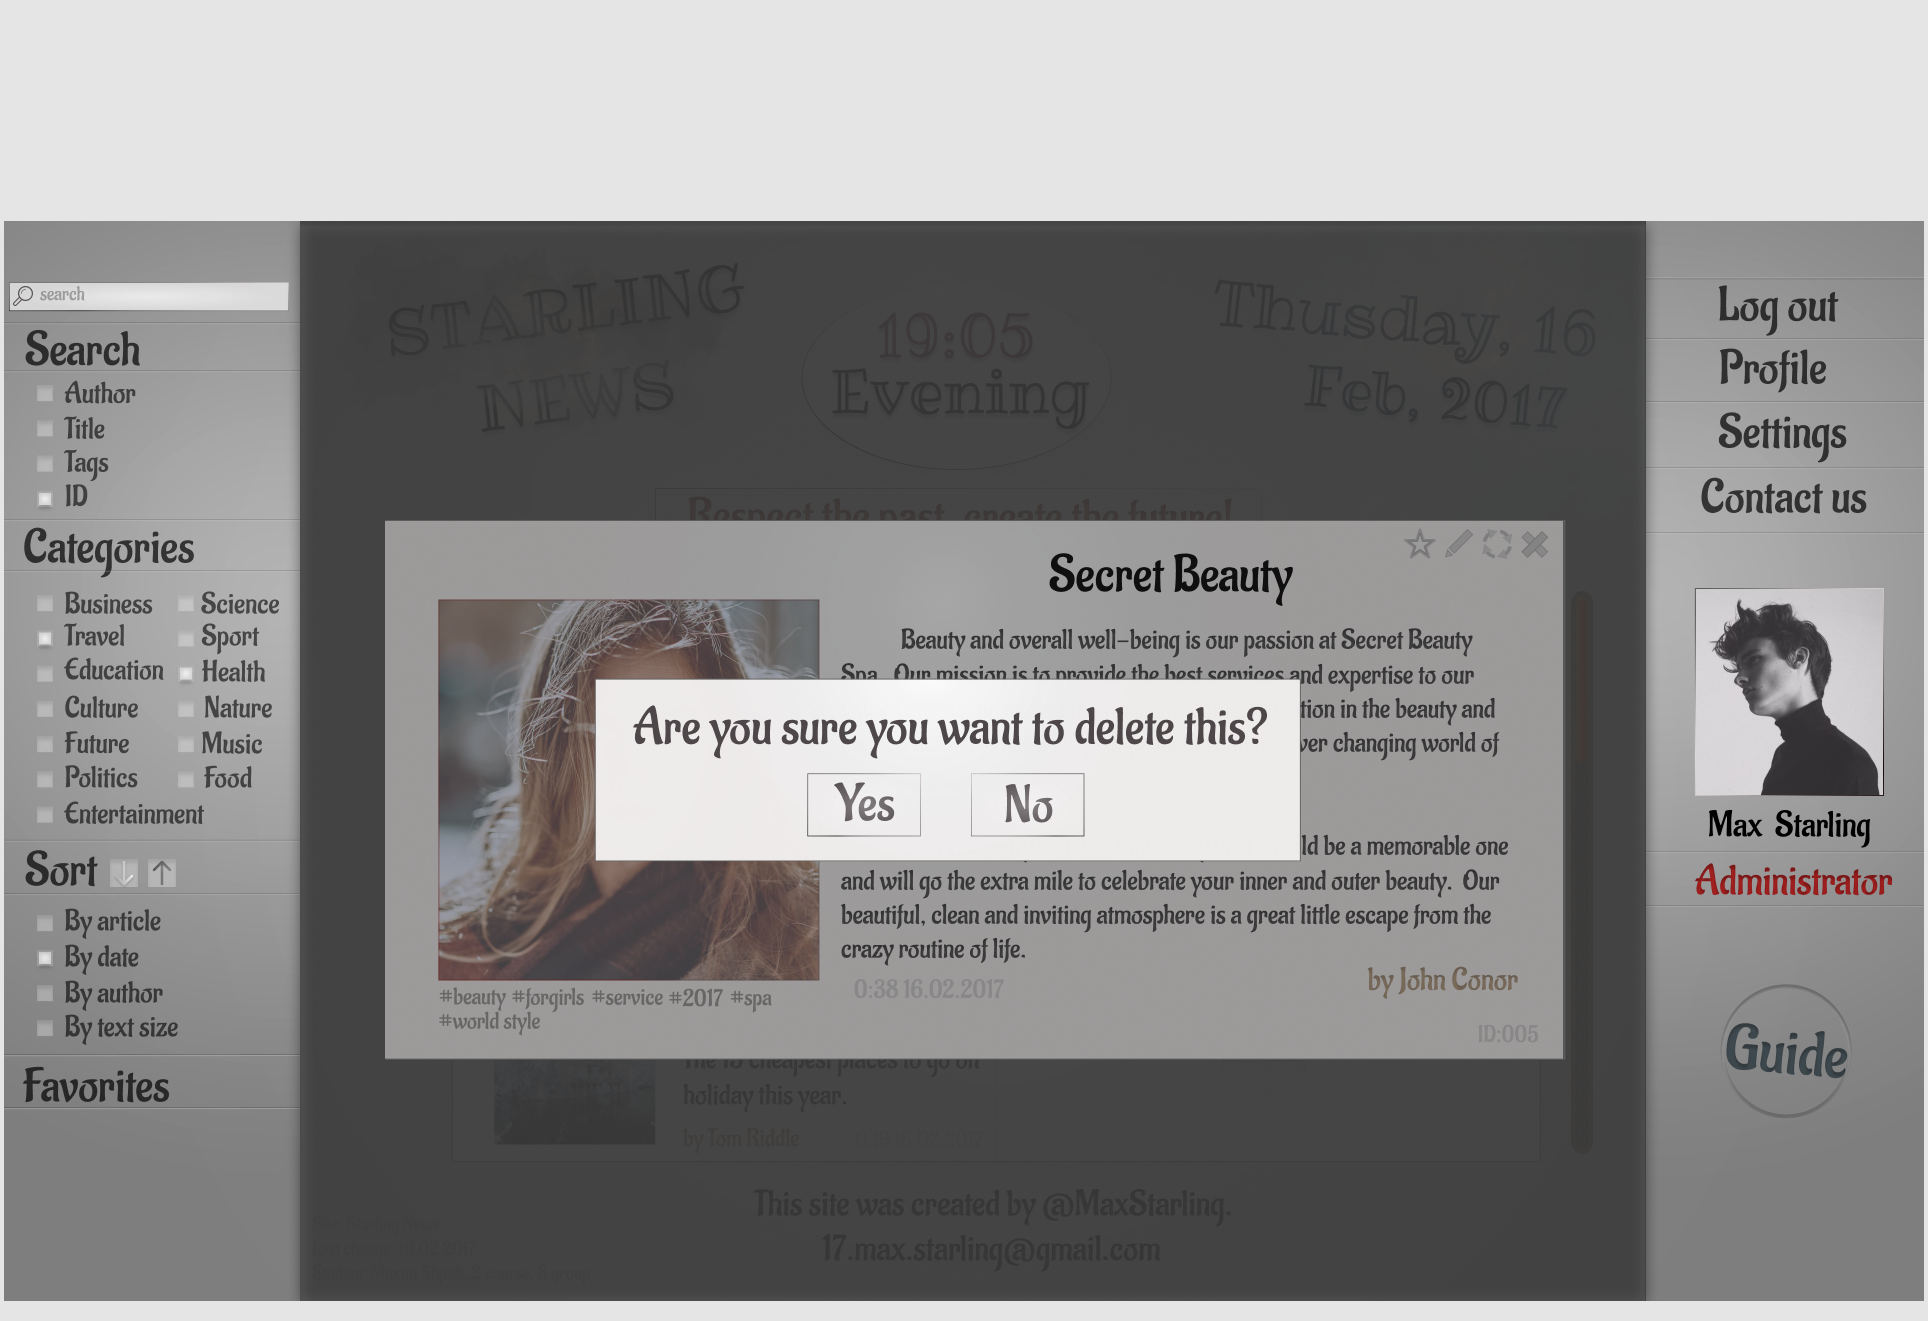 search
Search
Author
Title
Tags
ID
Categories
Business
Science
Travel
Sport
Education
Health
Culture
Nature
Future
Music
Politics
Food
Entertainment
Sort
By article
By date
By author
By text size
Favorites
STARLING
NEWS
19:05
Evening
Thusday, 16
Feb, 2017
Respect the past, create the future!
Secret Beauty
Beauty and overall well-being is our passion at Secret Beauty
Spa. Our mission is to provide the best services and expertise to our
tion in the beauty and
ver changing world of
Are you sure you want to delete this?
Yes
No
ld be a memorable one
and will go the extra mile to celebrate your inner and outer beauty. Our
beautiful, clean and inviting atmosphere is a great little escape from the
crazy routine of life.
#beauty #forgirls #service #2017 #spa
#world style
0:38 16.02.2017
by John Conor
ID:005
The 15 cheapest places to go on
holiday this year.
by Tom Riddle
This site was created by @MaxStarling.
17.max.starling@gmail.com
Log out
Profile
Settings
Contact us
Max Starling
Administrator
Guide